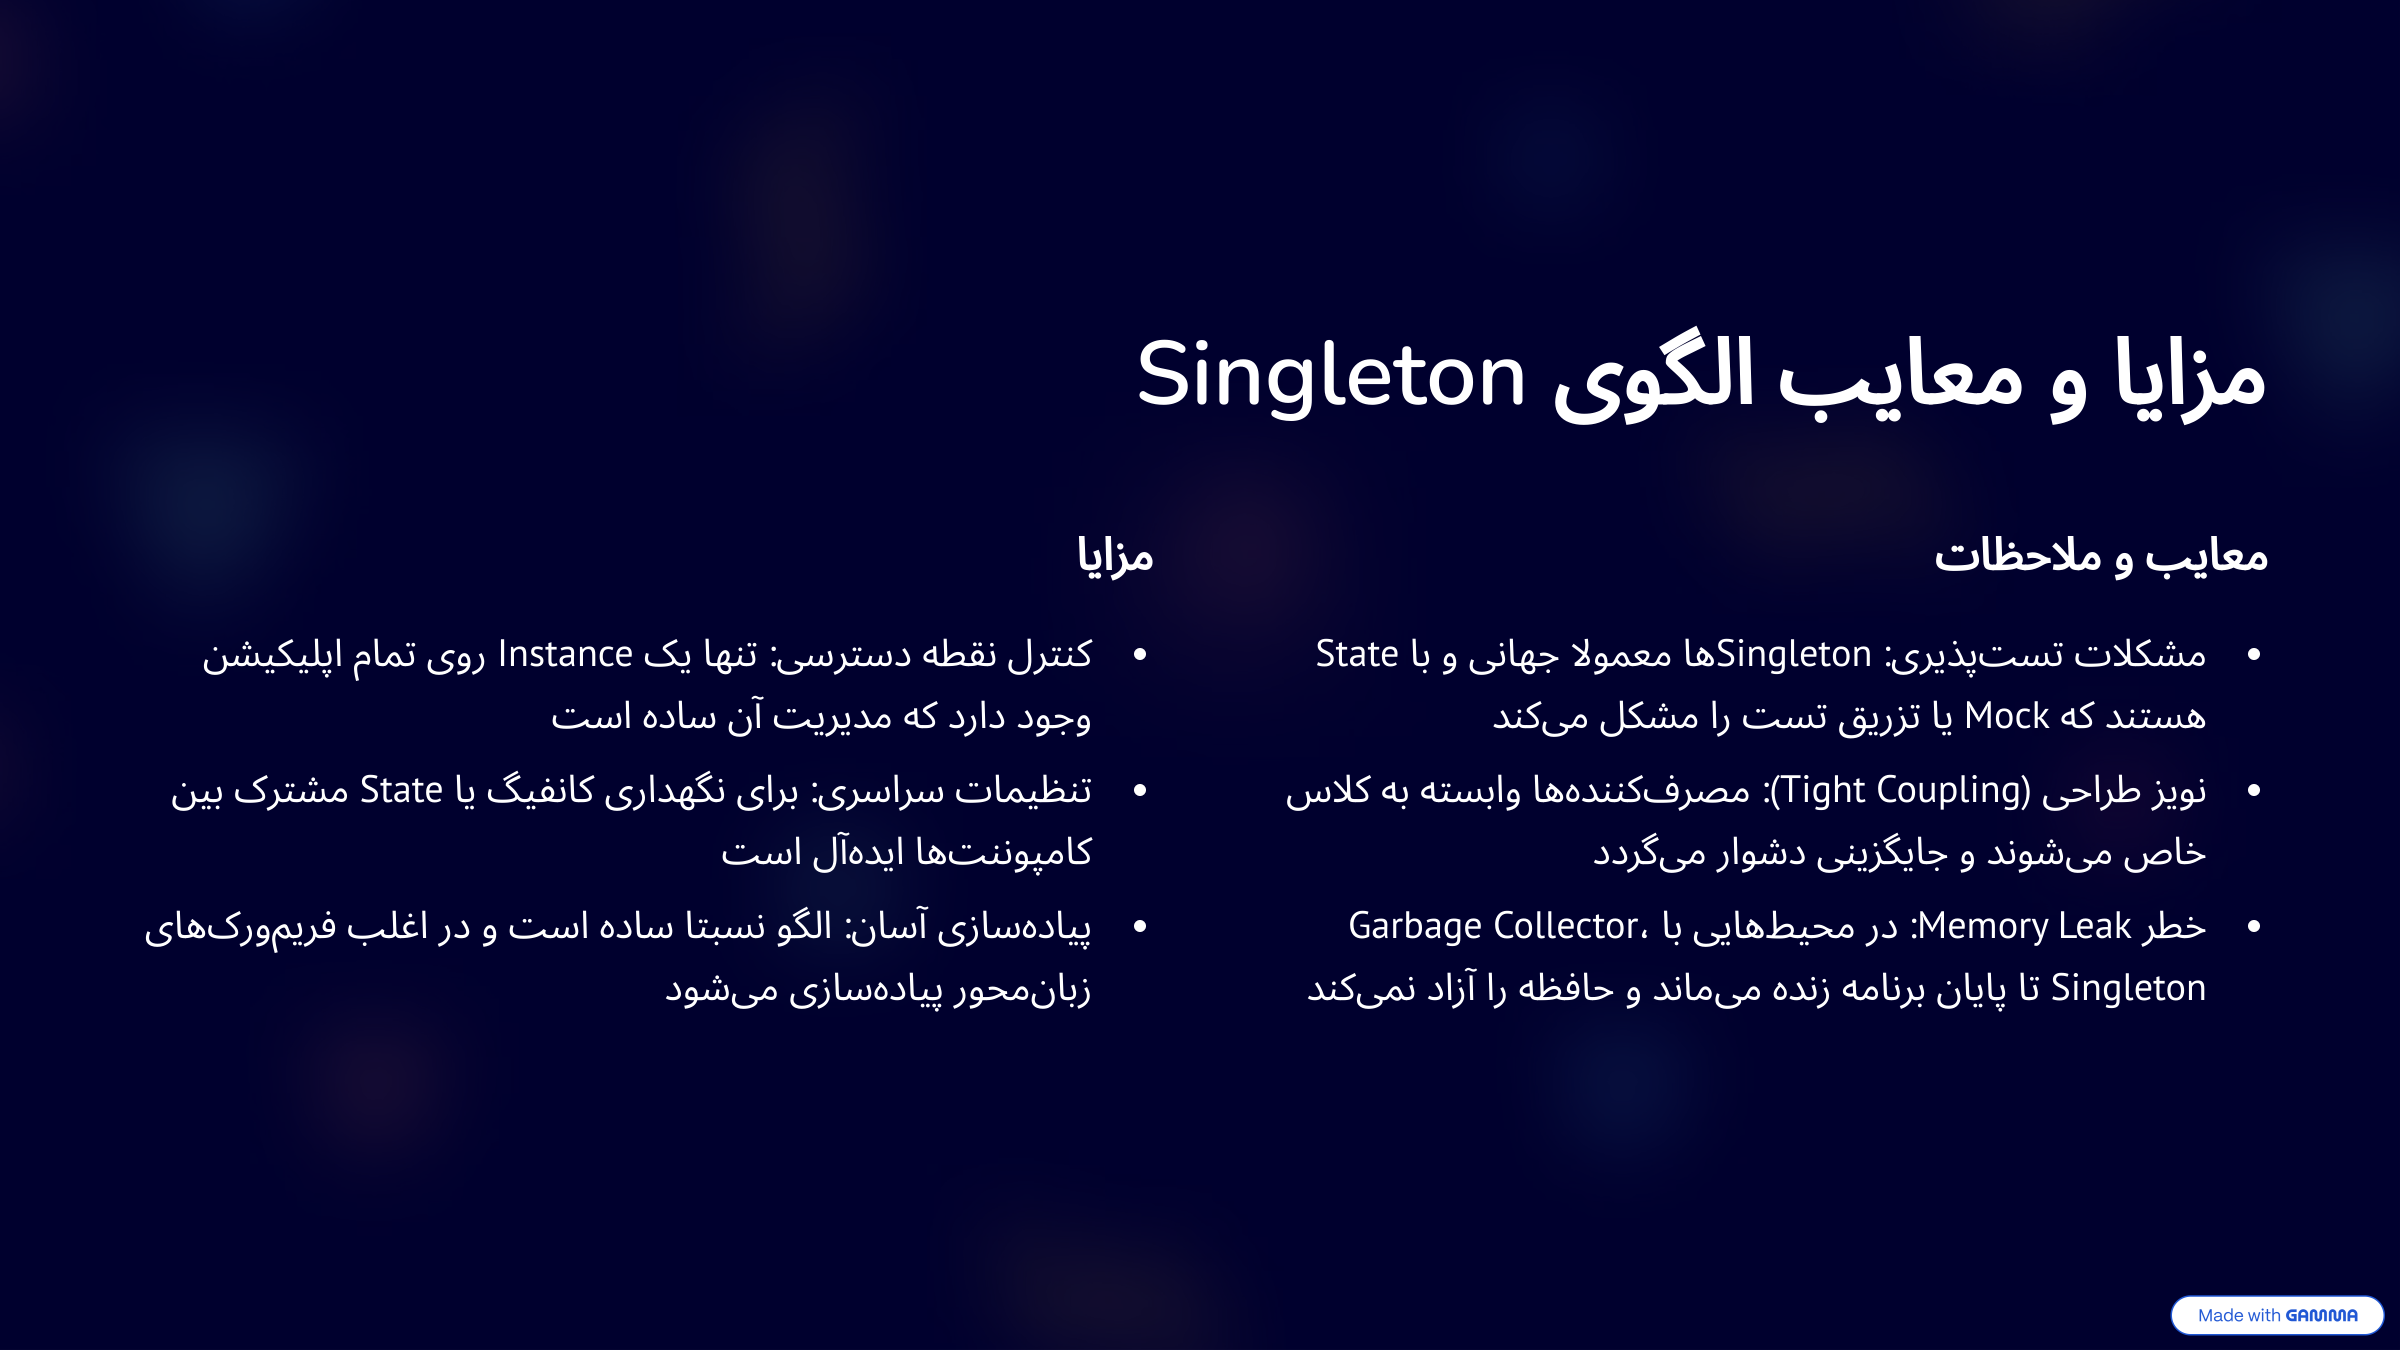 مزایا و معایب الگوی Singleton
معایب و ملاحظات
• مشکلات تست‌پذیری: Singletonها معمولا جهانی و با State
هستند که Mock یا تزریق تست را مشکل می‌کند
• نویز طراحی (Tight Coupling): مصرف‌کننده‌ها وابسته به کلاس
خاص می‌شوند و جایگزینی دشوار می‌گردد
• خطر Memory Leak: در محیط‌هایی با Garbage Collector،
Singleton تا پایان برنامه زنده می‌ماند و حافظه را آزاد نمی‌کند
مزایا
• کنترل نقطه دسترسی: تنها یک Instance روی تمام اپلیکیشن
وجود دارد که مدیریت آن ساده است
• تنظیمات سراسری: برای نگهداری کانفیگ یا State مشترک بین
کامپوننت‌ها ایده‌آل است
• پیاده‌سازی آسان: الگو نسبتا ساده است و در اغلب فریم‌ورک‌های
زبان‌محور پیاده‌سازی می‌شود
Made with GAMMA